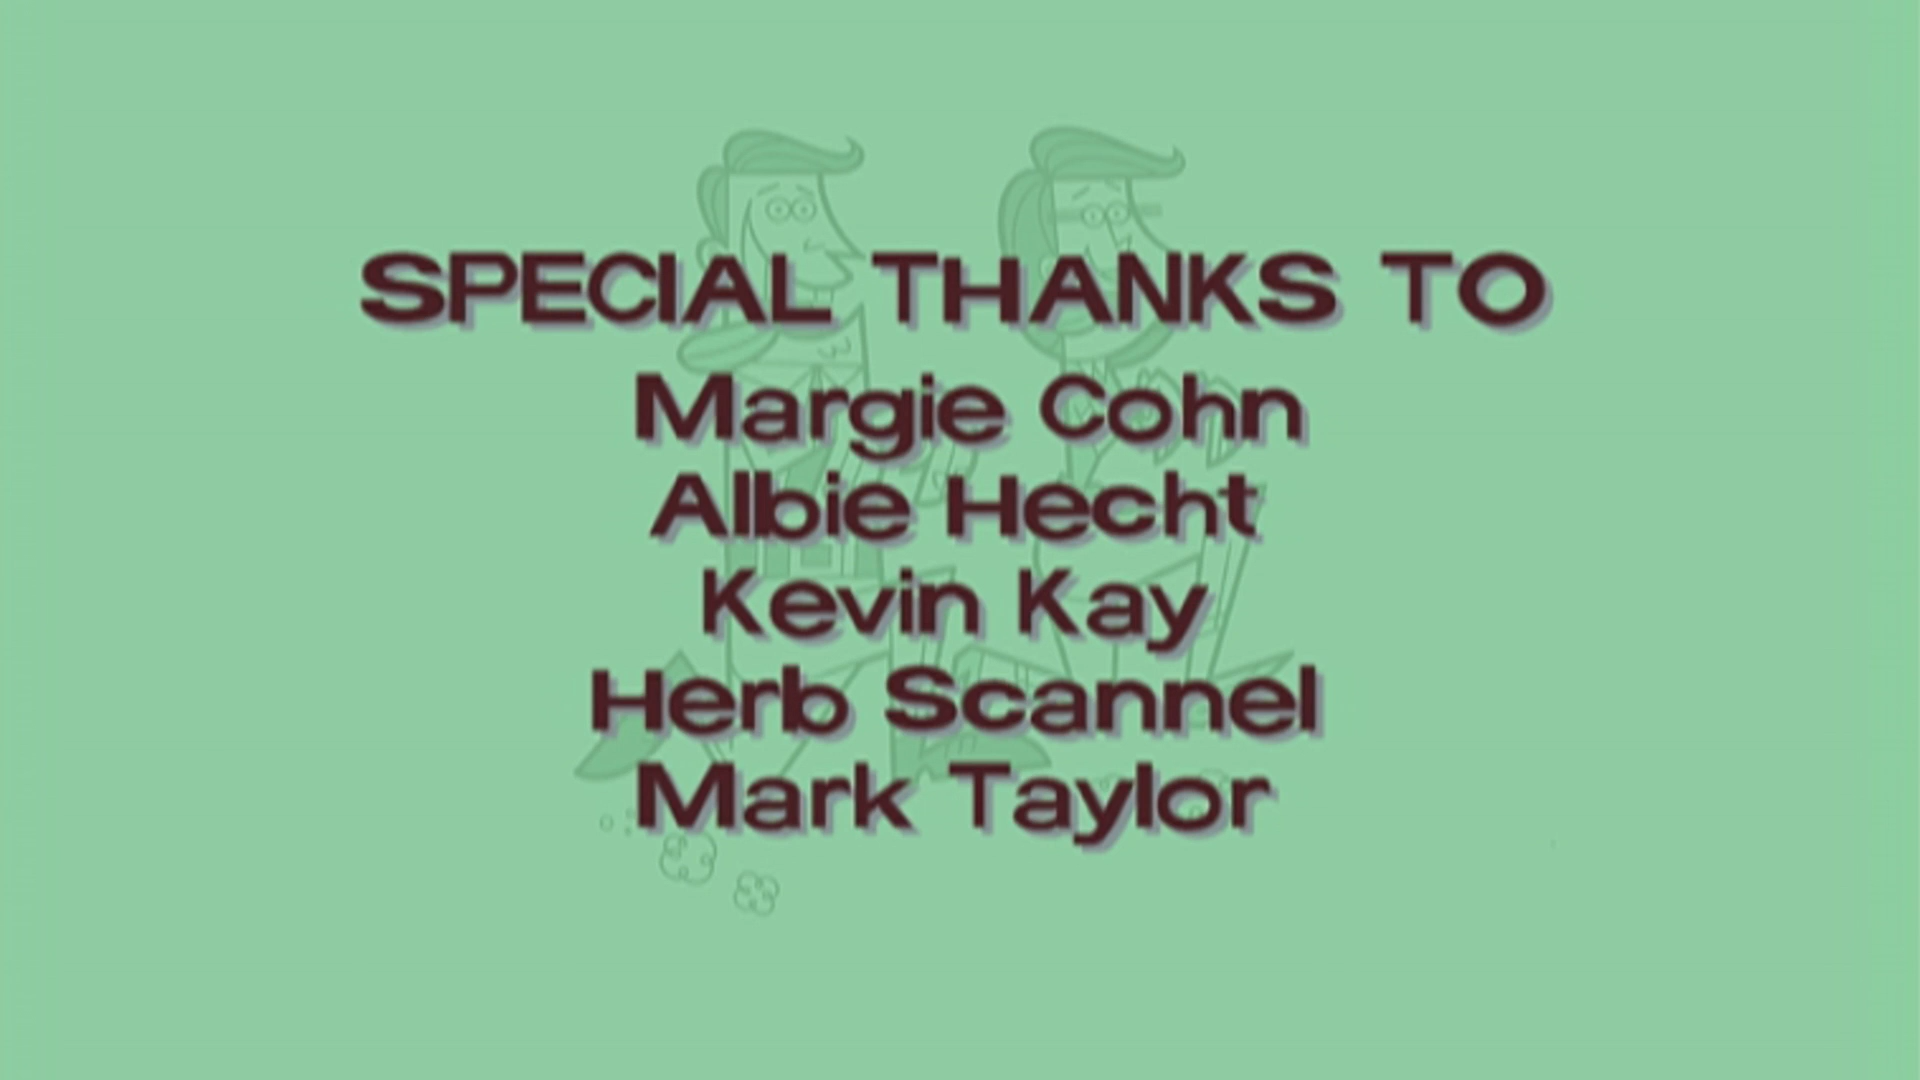 SPECIAL THANKS TO
Margie Cohn
Albie Hecht
Kevin Kay
Herb Scannel
Mark Taylor